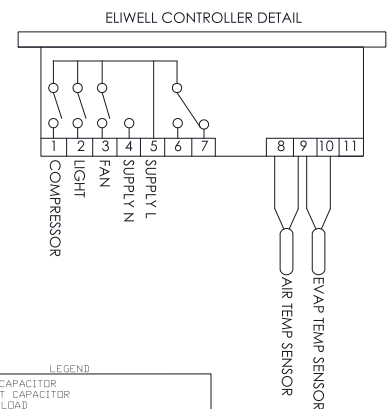 ELIWELL CONTROLLER DETAIL
1 2 3 4 5 6 7 8 9 10 11
COMPRESSOR
LIGHT
FAN
SUPPLY N
SUPPLY L
AIR TEMP SENSOR
EVAP TEMP SENSOR
LEGEND
CAPACITOR
T CAPACITOR
LOAD